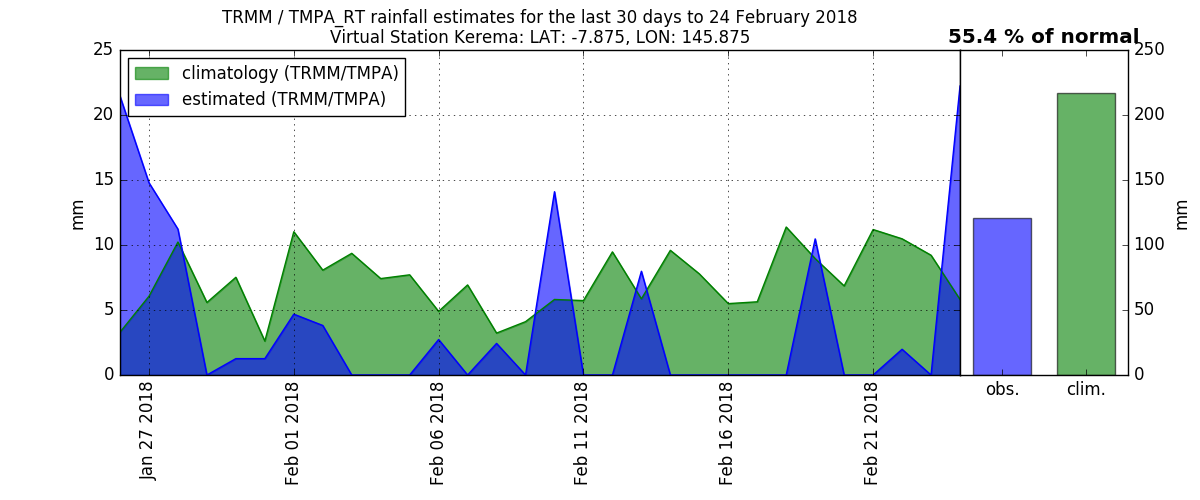 TRMM / TMPA_RT rainfall estimates for the last 30 days to 24 February 2018
Virtual Station Kerema: LAT: -7.875, LON: 145.875
55.4 % of normal
climatology (TRMM/TMPA)
estimated (TRMM/TMPA)
25
20
15
10
5
0
mm
250
200
150
100
50
0
mm
Jan 27 2018
Feb 01 2018
Feb 06 2018
Feb 11 2018
Feb 16 2018
Feb 21 2018
obs.
clim.